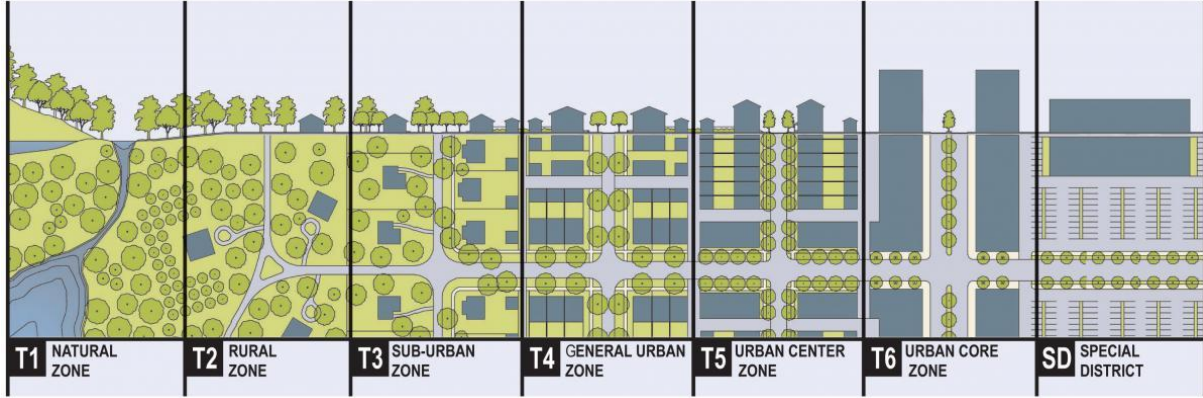 T1 NATURAL
ZONE
T2 RURAL
ZONE
T3 SUB-URBAN
ZONE
T4 GENERAL URBAN
ZONE
T5 URBAN CENTER
ZONE
T6 URBAN CORE
ZONE
SD SPECIAL
DISTRICT